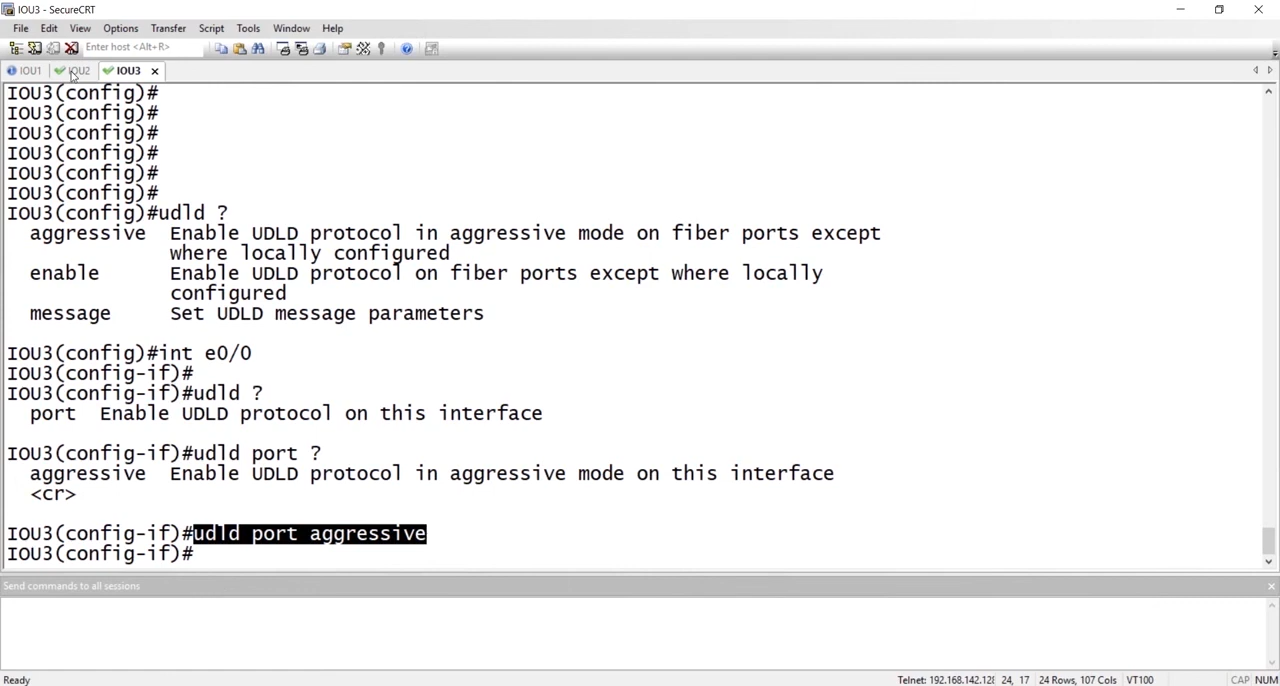 IOU3 - SecureCRT
File Edit View Options Transfer Script Tools Window Help
Enter host <Alt+R>
IOU1 IOU2 IOU3
IOU3(config)#
IOU3(config)#
IOU3(config)#
IOU3(config)#
IOU3(config)#
IOU3(config)#
IOU3(config)#udld ?
aggressive Enable UDLD protocol in aggressive mode on fiber ports except
where locally configured
enable Enable UDLD protocol on fiber ports except where locally
configured
message Set UDLD message parameters
IOU3(config)#int e0/0
IOU3(config-if)#
IOU3(config-if)#udld ?
port Enable UDLD protocol on this interface
IOU3(config-if)#udld port ?
aggressive Enable UDLD protocol in aggressive mode on this interface
<cr>
IOU3(config-if)#udld port aggressive
IOU3(config-if)#
Send commands to all sessions
Ready Telnet: 192.168.142.128 24, 17 24 Rows, 107 Cols VT100 CAP NUM